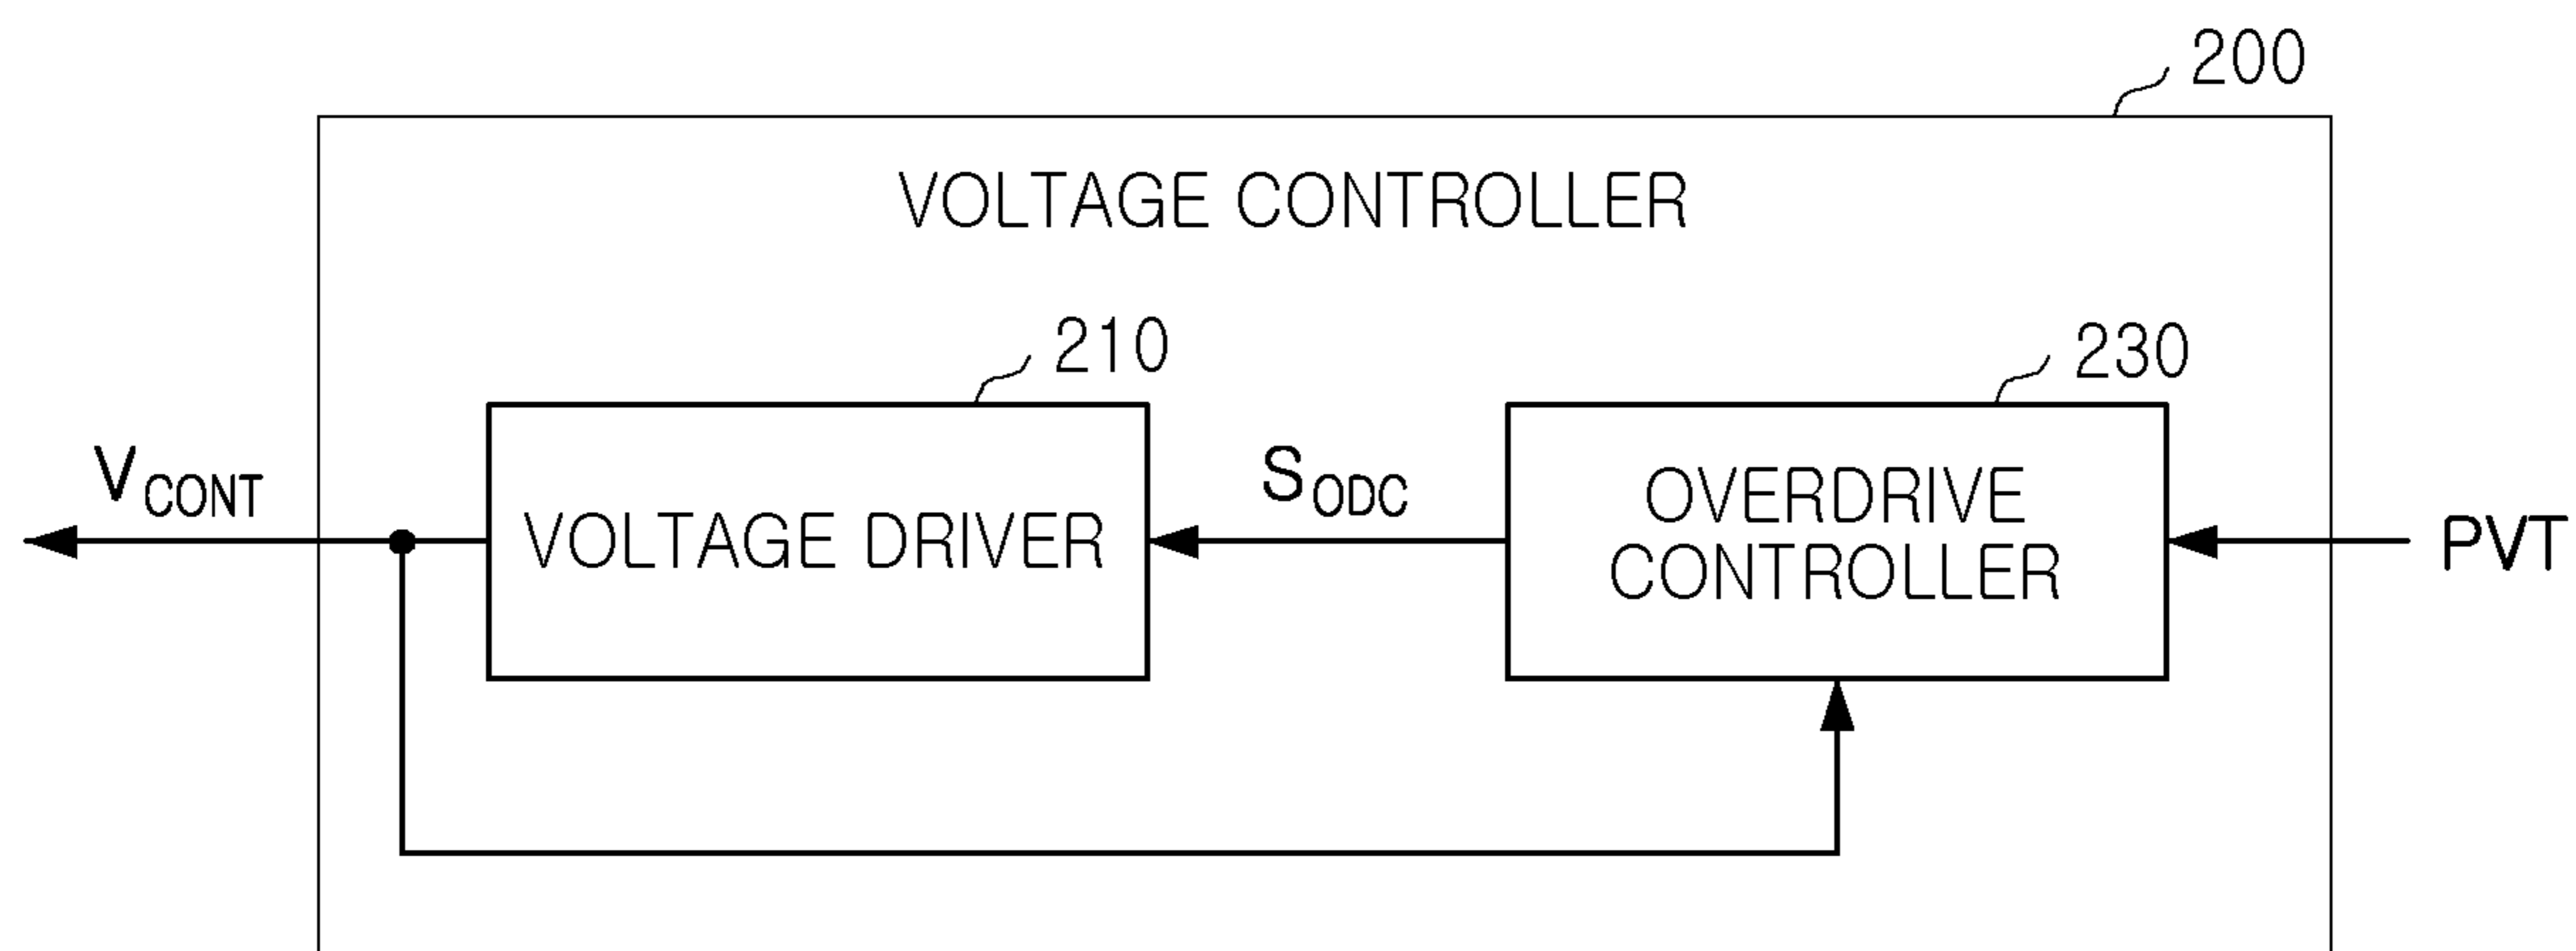 200
VOLTAGE CONTROLLER
210
230
VCONT
VOLTAGE DRIVER
SODC
OVERDRIVE
CONTROLLER
PVT